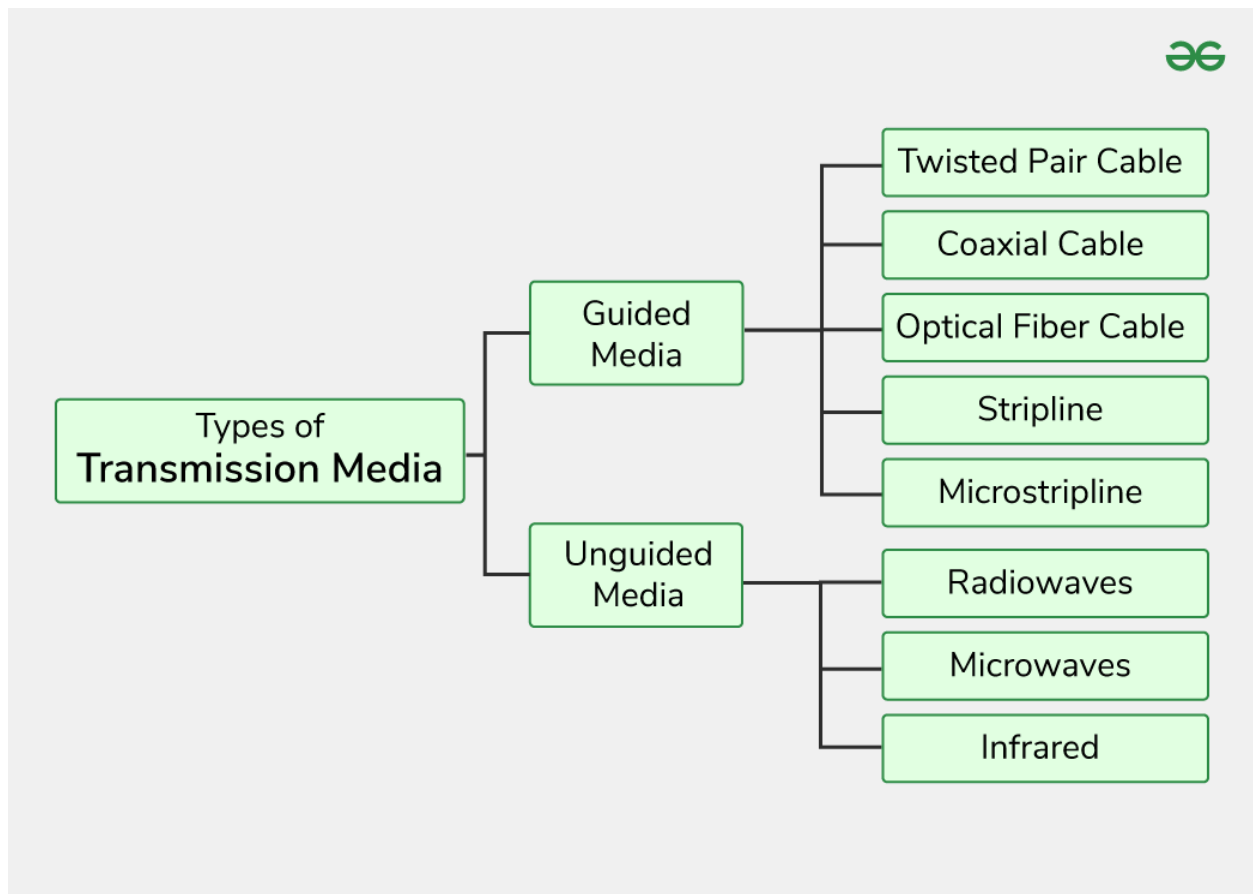 Types of
Transmission Media
Guided
Media
Unguided
Media
Twisted Pair Cable
Coaxial Cable
Optical Fiber Cable
Stripline
Microstripline
Radiowaves
Microwaves
Infrared